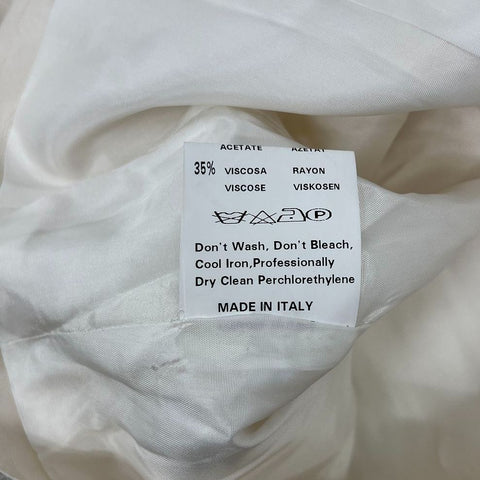 ACETATE AZETAT
35% VISCOSA RAYON
VISCOSE VISKOSEN
P
Don't Wash, Don't Bleach,
Cool Iron,Professionally
Dry Clean Perchlorethylene
MADE IN ITALY